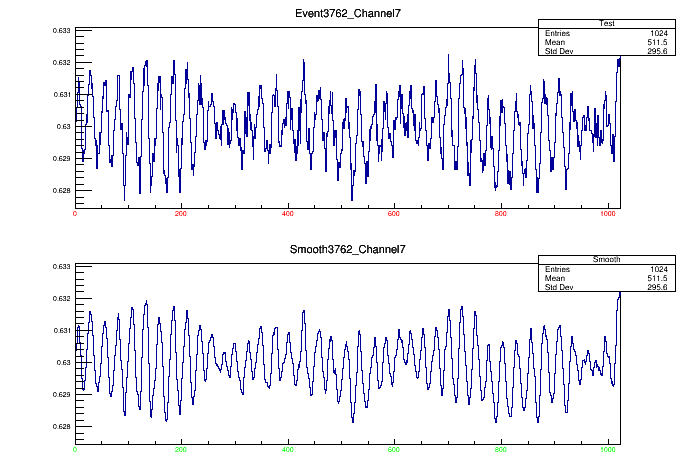 Event3762_Channel7
Test
Entries 1024
Mean 511.5
Std Dev 295.6
0.633
0.632
0.631
0.63
0.629
0.628
0 200 400 600 800 1000
Smooth3762_Channel7
Smooth
Entries 1024
Mean 511.5
Std Dev 295.6
0.633
0.632
0.631
0.63
0.629
0.628
0 200 400 600 800 1000